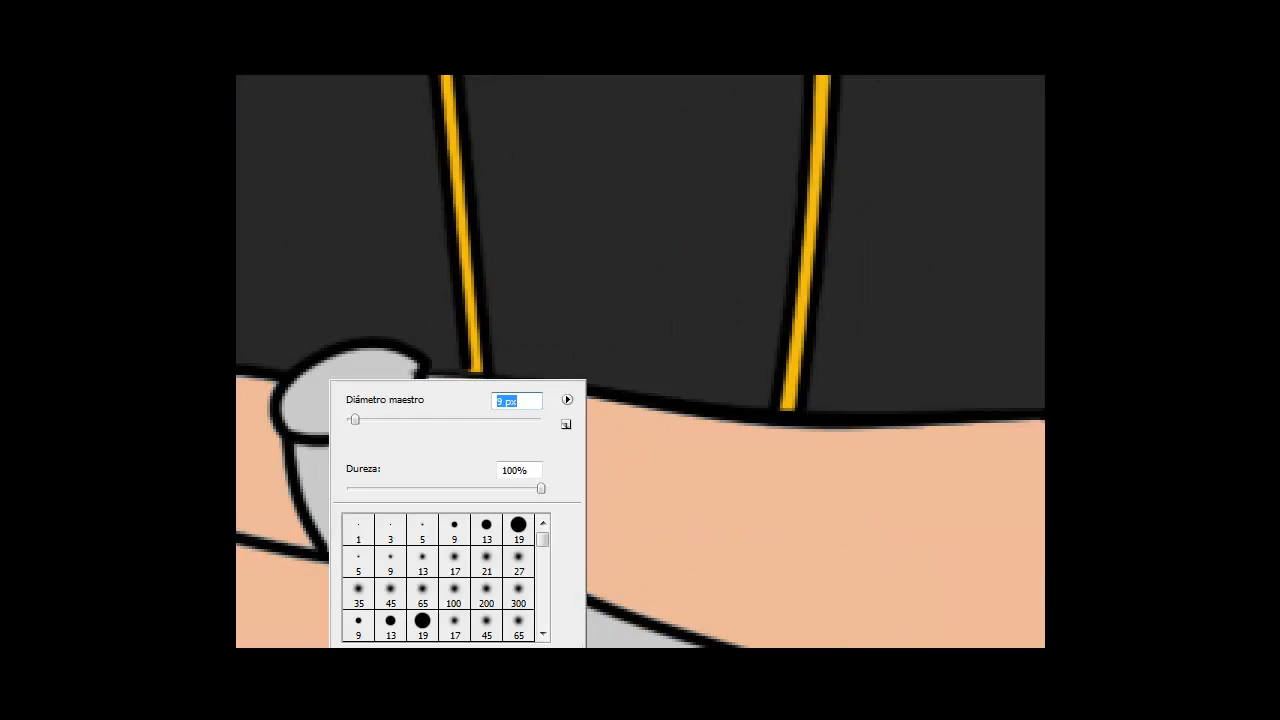 Diámetro maestro 9 px
Dureza: 100%
1 3 5 9 13 19
5 9 13 17 21 27
35 45 65 100 200 300
9 13 19 17 45 65